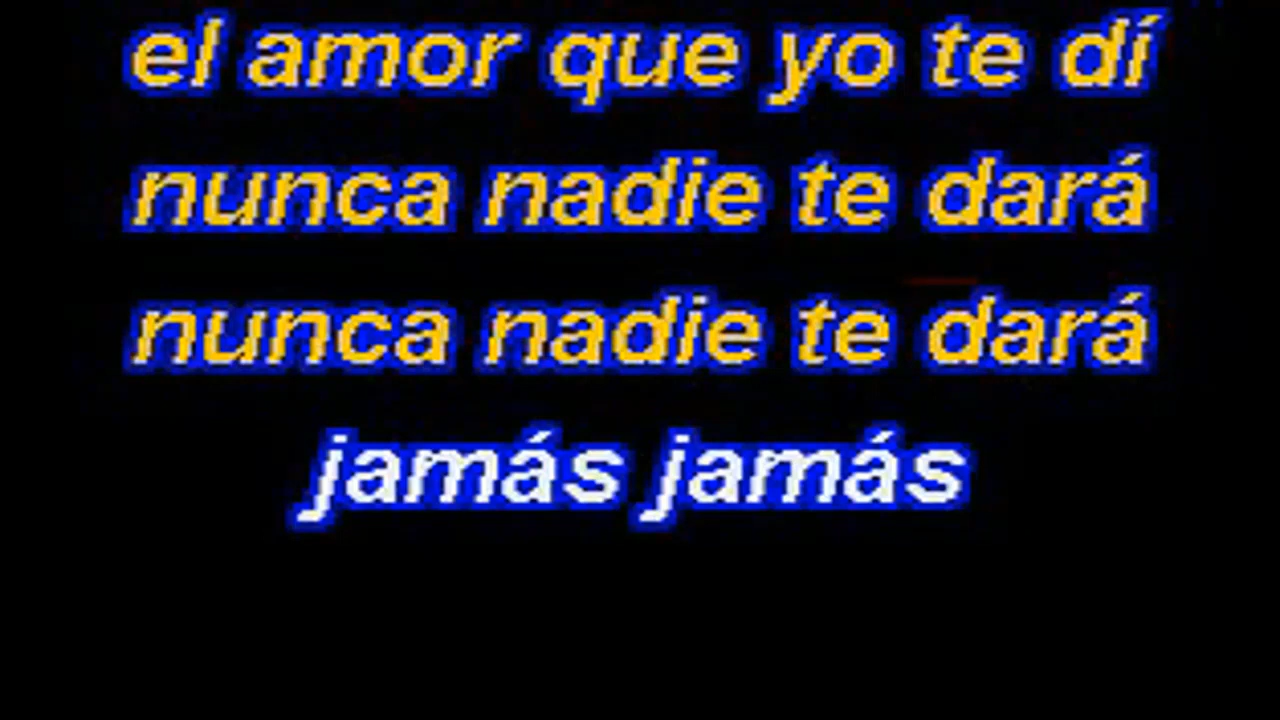 el amor que yo te dí
nunca nadie te dará
nunca nadie te dará
jamás jamás